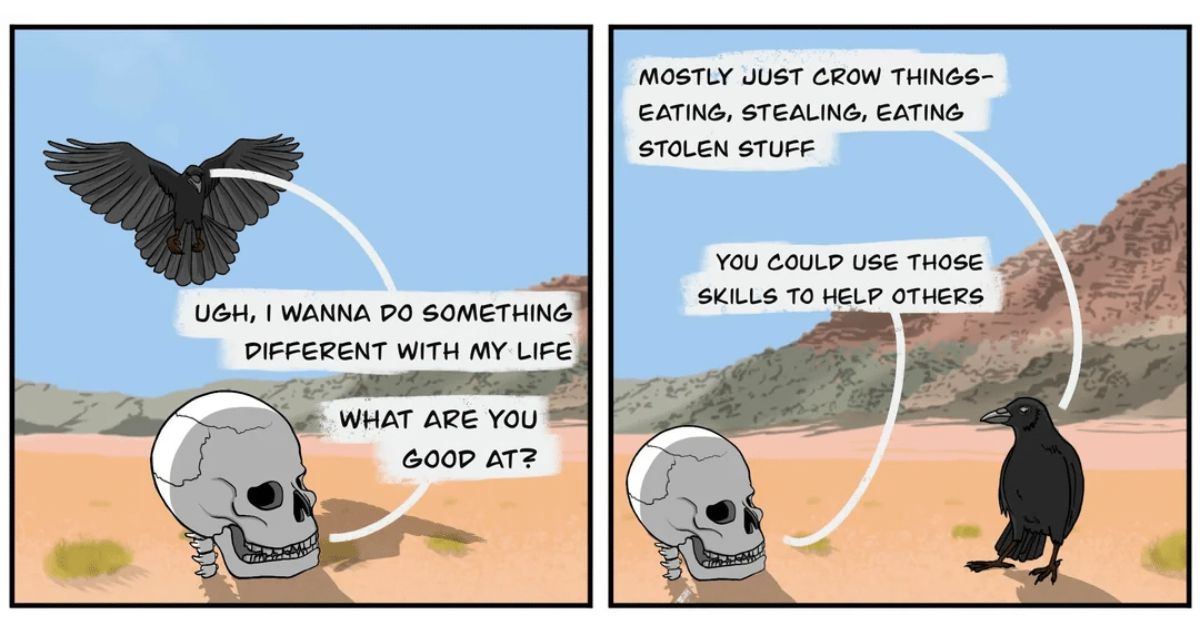 UGH, I WANNA DO SOMETHING
DIFFERENT WITH MY LIFE
WHAT ARE YOU
GOOD AT?
MOSTLY JUST CROW THINGS-
EATING, STEALING, EATING
STOLEN STUFF
YOU COULD USE THOSE
SKILLS TO HELP OTHERS